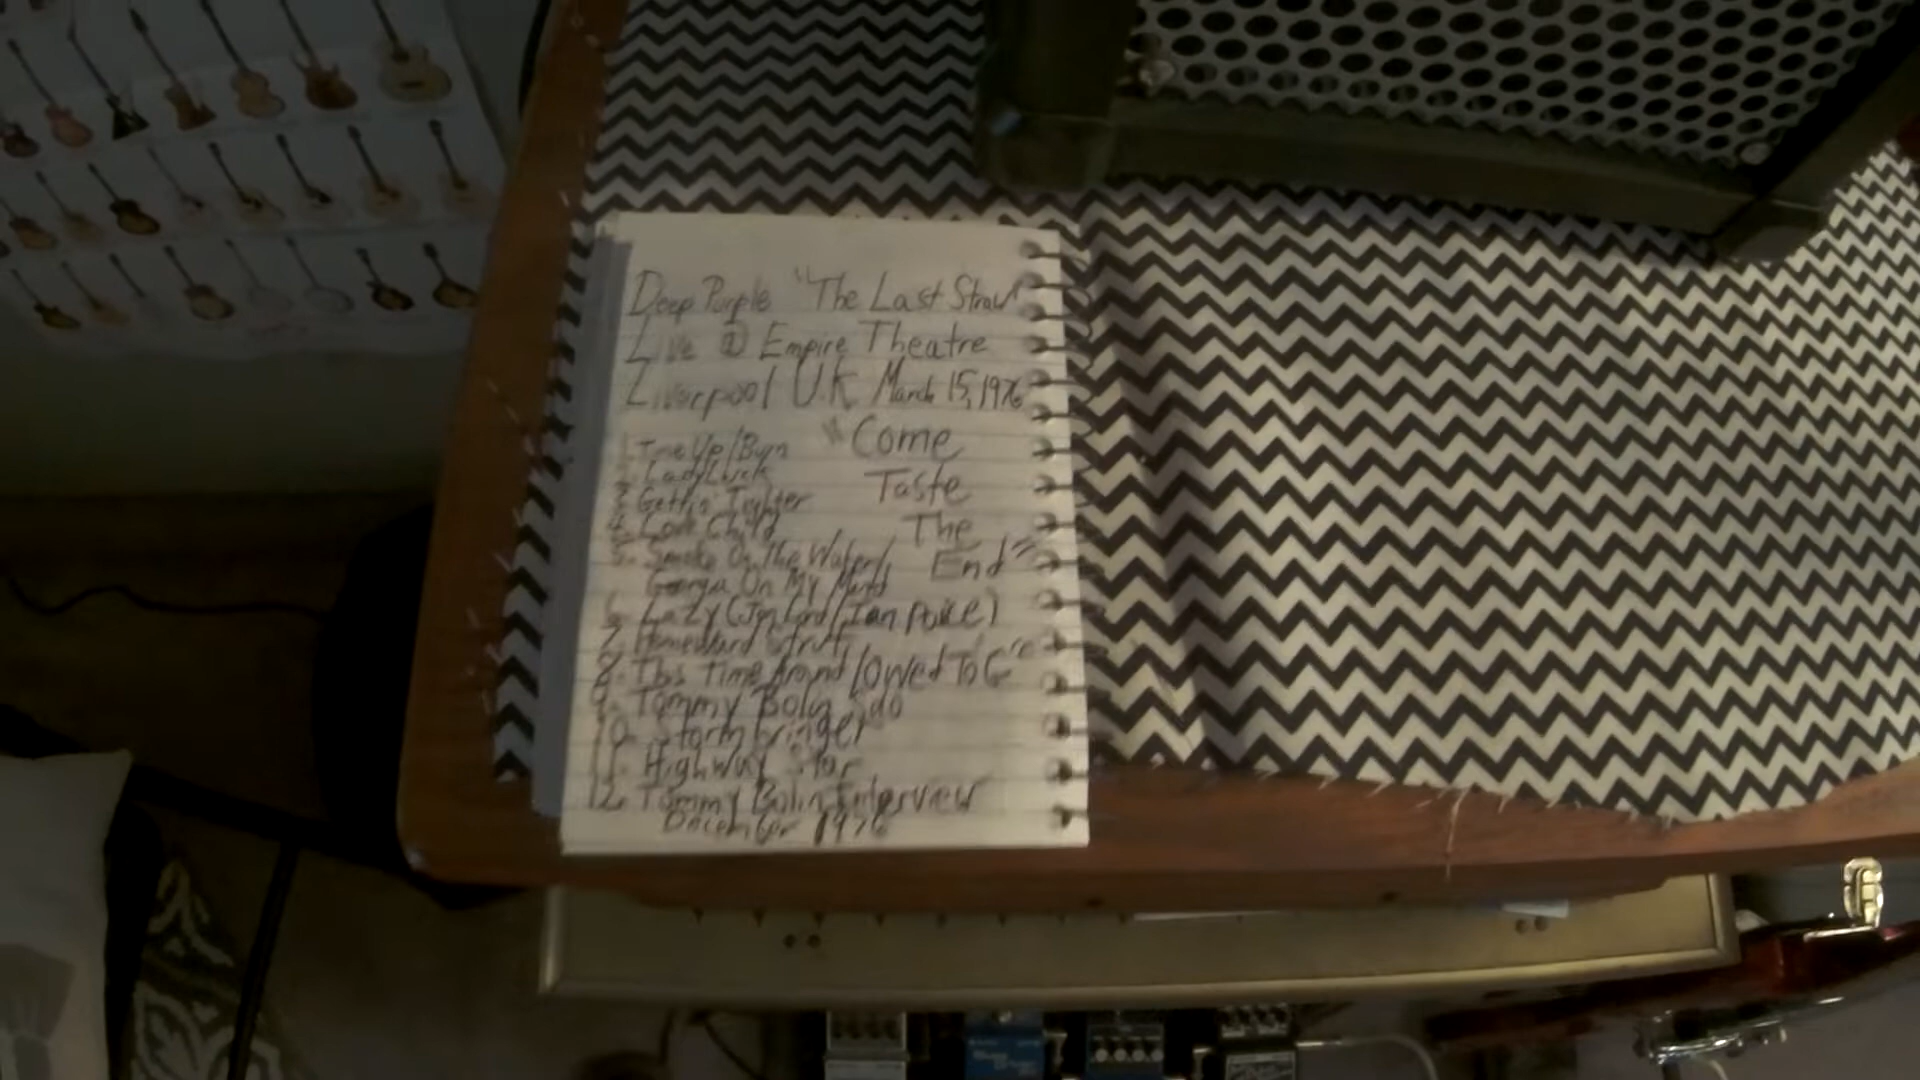 Deep Purple "The Last Straw
Live @ Empire Theatre
Liverpool UK March 15, 1976
"Come
Taste
The
End"
1. Tune Up/Burn
2. Lady Luck
3. Gettin Tighter
4. Love Child
5. Smoke On The Water/
Georgia On My Mind
6. Lazy (Jon Lord/Ian Paice)
7. Homeward Strut
8. This Time Around/Owed To "G"
9. Tommy Bolin Solo
10. Stormbringer
11. Highway Star
12. Tommy Bolin Interview
December 1976